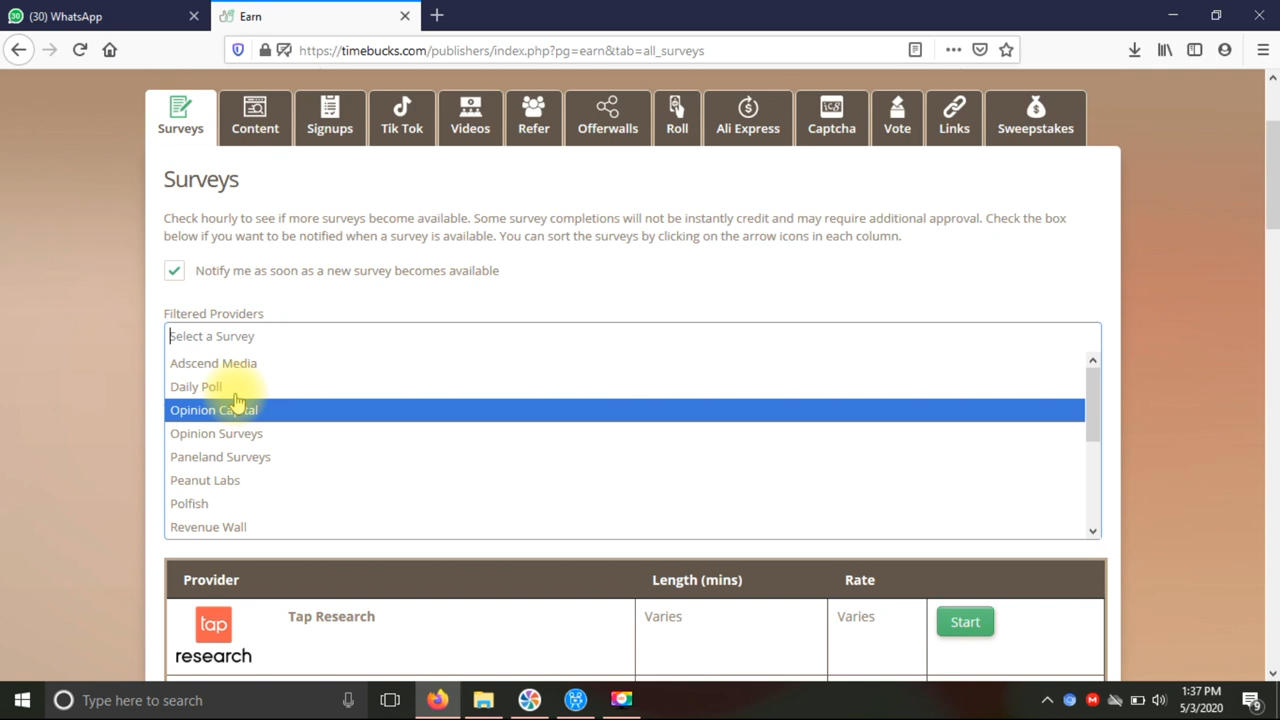 (30) WhatsApp
Earn
https://timebucks.com/publishers/index.php?pg=earn&tab=all_surveys
Surveys
Content
Signups
Tik Tok
Videos
Refer
Offerwalls
Roll
Ali Express
Captcha
Vote
Links
Sweepstakes
Surveys
Check hourly to see if more surveys become available. Some survey completions will not be instantly credit and may require additional approval. Check the box
below if you want to be notified when a survey is available. You can sort the surveys by clicking on the arrow icons in each column.
Notify me as soon as a new survey becomes available
Filtered Providers
Select a Survey
Adscend Media
Daily Poll
Opinion Capital
Opinion Surveys
Paneland Surveys
Peanut Labs
Polfish
Revenue Wall
Provider Length (mins) Rate
tap
research
Tap Research
Varies
Varies
Start
Type here to search
1:37 PM
5/3/2020
9